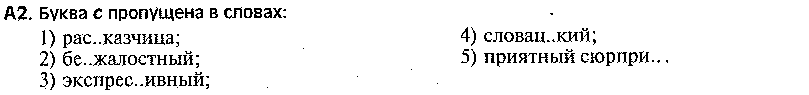 А2. Буква с пропущена в словах:
1) рас..казчица;
2) бе..жалостный;
3) экспрес..ивный;
4) словац..кий;
5) приятный сюрпри...